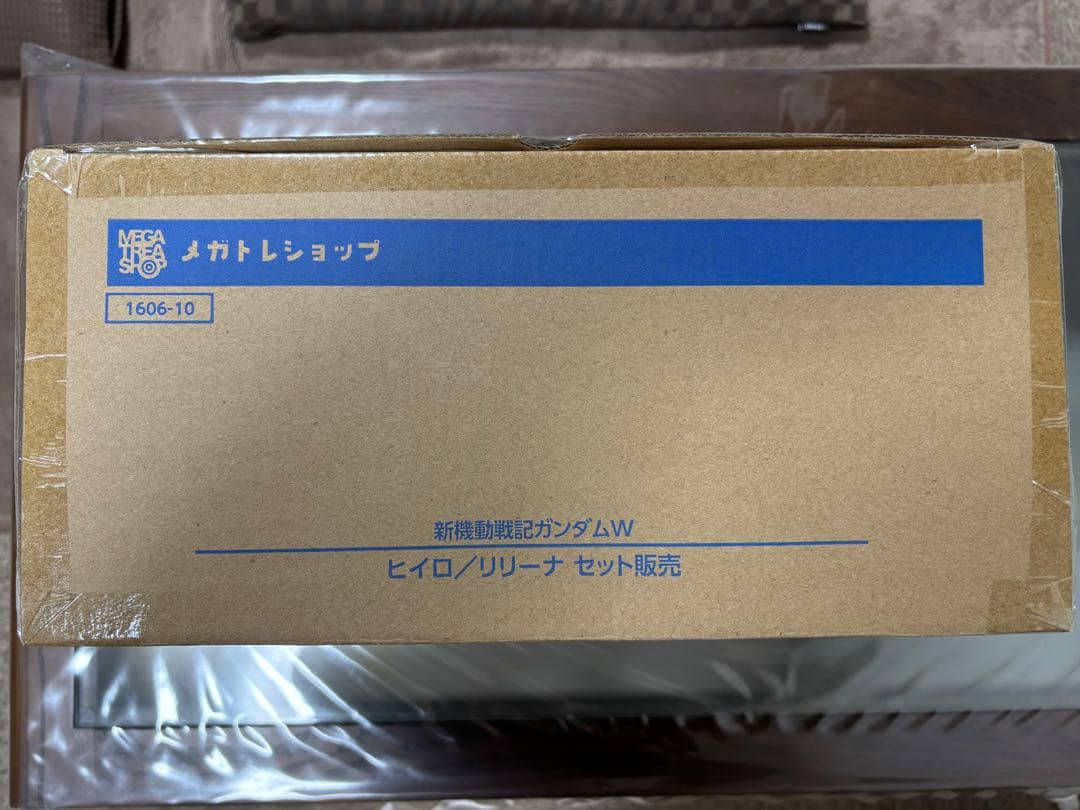 MEGA
TREA
SHOP
メガトレショップ
1606-10
新機動戦記ガンダムW
ヒイロ／リリーナ セット販売